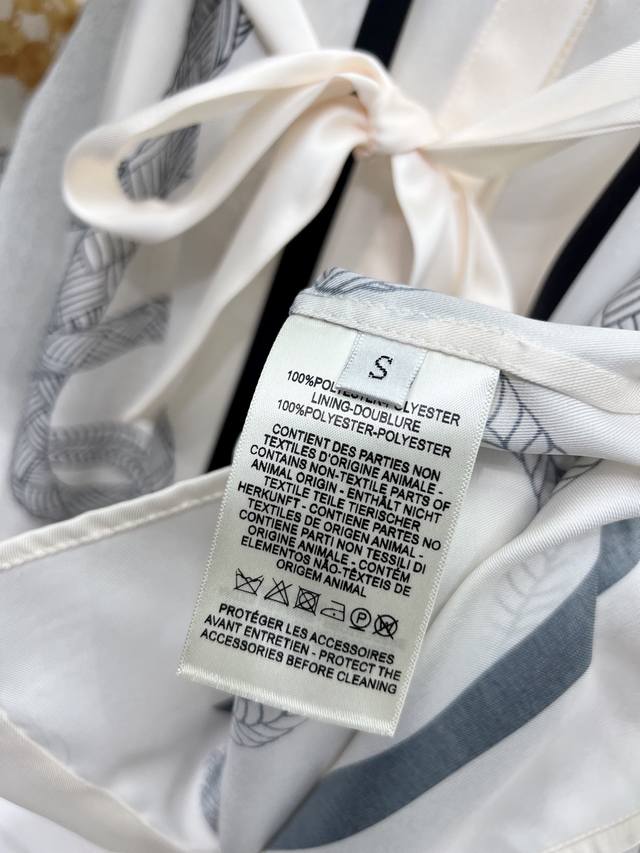 S
100%POLYESTER-POLYESTER
LINING-DOUBLURE
100%POLYESTER-POLYESTER
CONTIENT DES PARTIES NON
TEXTILES D'ORIGINE ANIMALE -
CONTAINS NON-TEXTILE PARTS OF
ANIMAL ORIGIN - ENTHÄLT NICHT
TEXTILE TEILE TIERISCHER
HERKUNFT - CONTIENE PARTES NO
TEXTILES DE ORIGEN ANIMAL -
CONTIENE PARTI NON TESSILI DI
ORIGINE ANIMALE - CONTÉM
ELEMENTOS NÃO-TÊXTEIS DE
ORIGEM ANIMAL
P
PROTÉGER LES ACCESSOIRES
AVANT ENTRETIEN - PROTECT THE
ACCESSORIES BEFORE CLEANING